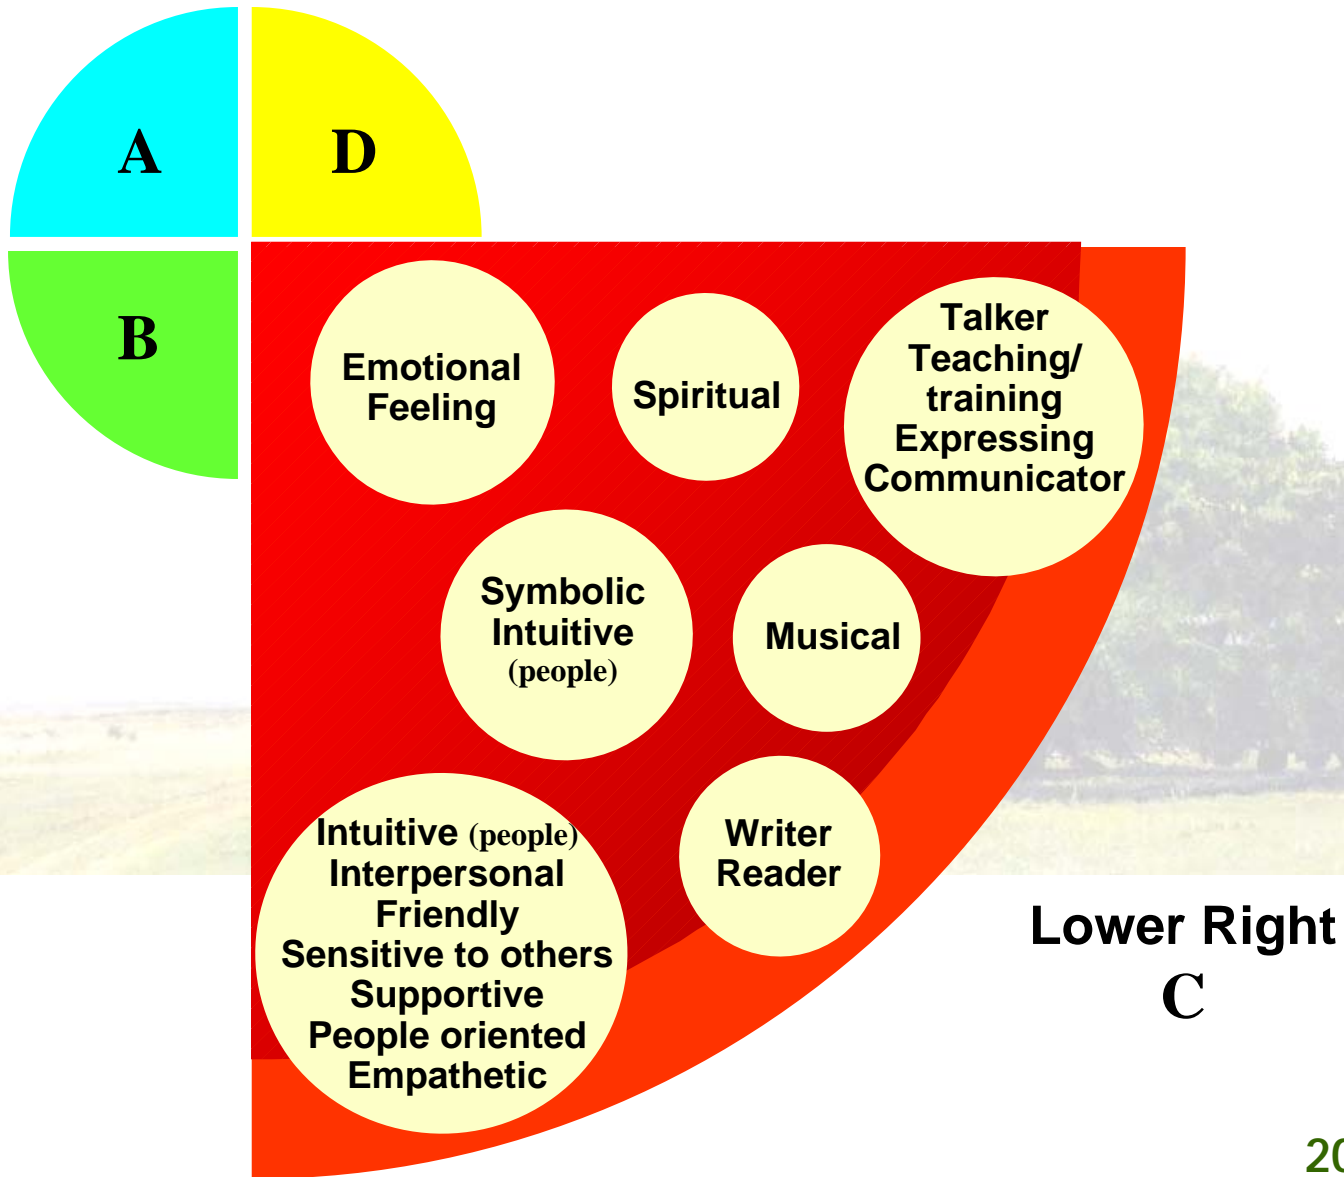 A
D
B
Emotional
Feeling
Spiritual
Talker
Teaching/
training
Expressing
Communicator
Symbolic
Intuitive
(people)
Musical
Intuitive (people)
Interpersonal
Friendly
Sensitive to others
Supportive
People oriented
Empathetic
Writer
Reader
Lower Right
C
20